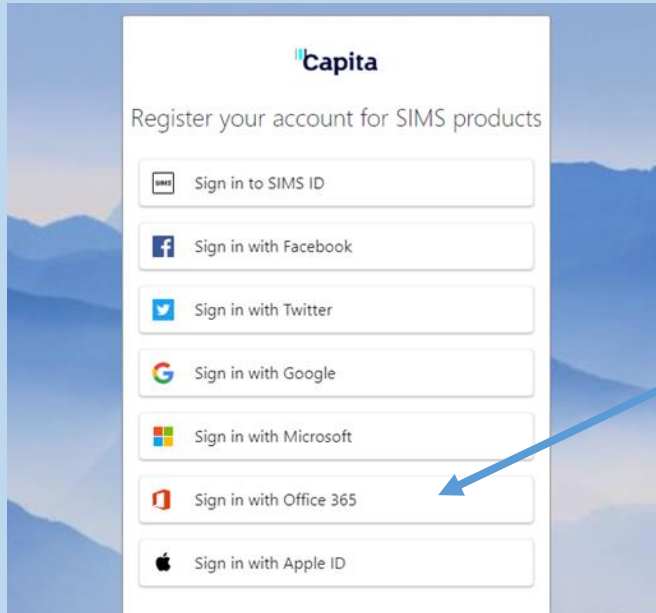 Capita
Register your account for SIMS products
SIMS Sign in to SIMS ID
Sign in with Facebook
Sign in with Twitter
Sign in with Google
Sign in with Microsoft
Sign in with Office 365
Sign in with Apple ID